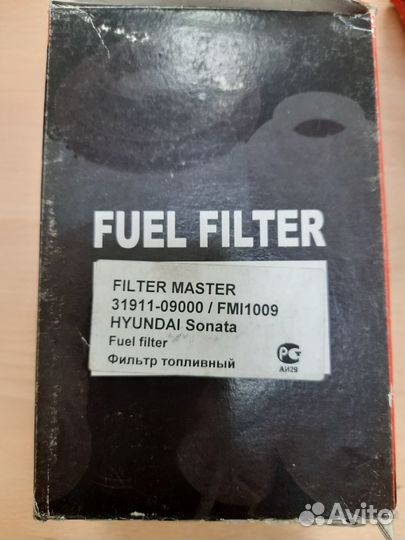 FUEL FILTER
FILTER MASTER
31911-09000 / FMI1009
HYUNDAI Sonata
Fuel filter
Фильтр топливный
РС
АИ29
Avito